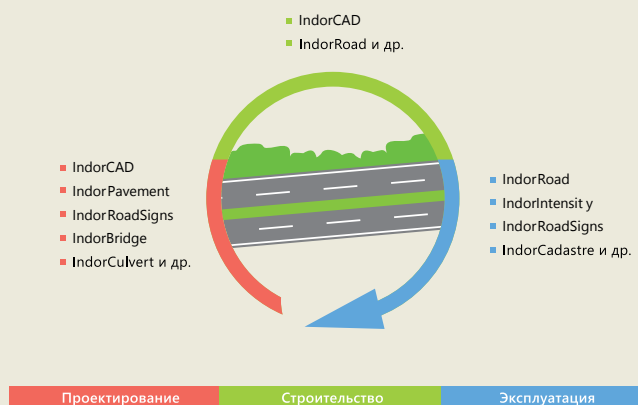 IndorCAD
IndorRoad и др.
IndorCAD
IndorPavement
IndorRoadSigns
IndorBridge
IndorCulvert и др.
IndorRoad
IndorIntensit y
IndorRoadSigns
IndorCadastre и др.
Проектирование
Строительство
Эксплуатация